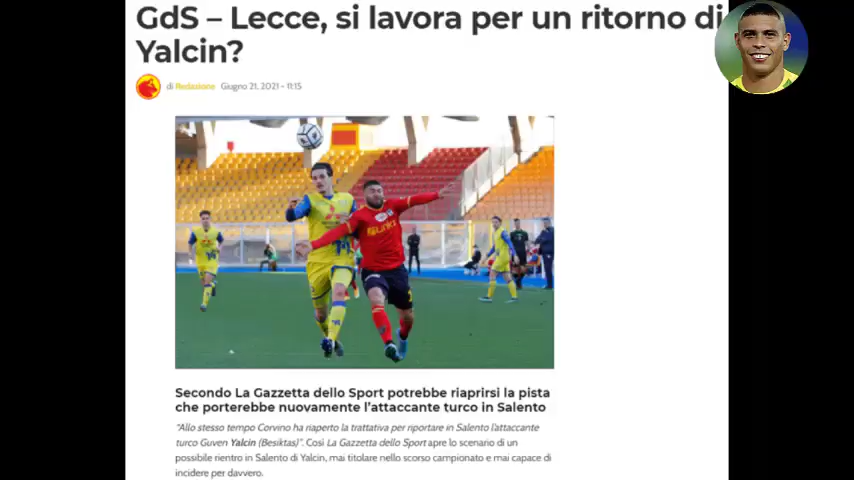 GdS – Lecce, si lavora per un ritorno di
Yalcin?
di Redazione Giugno 21, 2021 - 11:15
Secondo La Gazzetta dello Sport potrebbe riaprirsi la pista
che porterebbe nuovamente l'attaccante turco in Salento
"Allo stesso tempo Corvino ha riaperto la trattativa per riportare in Salento l'attaccante
turco Guven Yalcin (Besiktas)". Così La Gazzetta dello Sport apre lo scenario di un
possibile rientro in Salento di Yalcin, mai titolare nello scorso campionato e mai capace di
incidere per davvero.